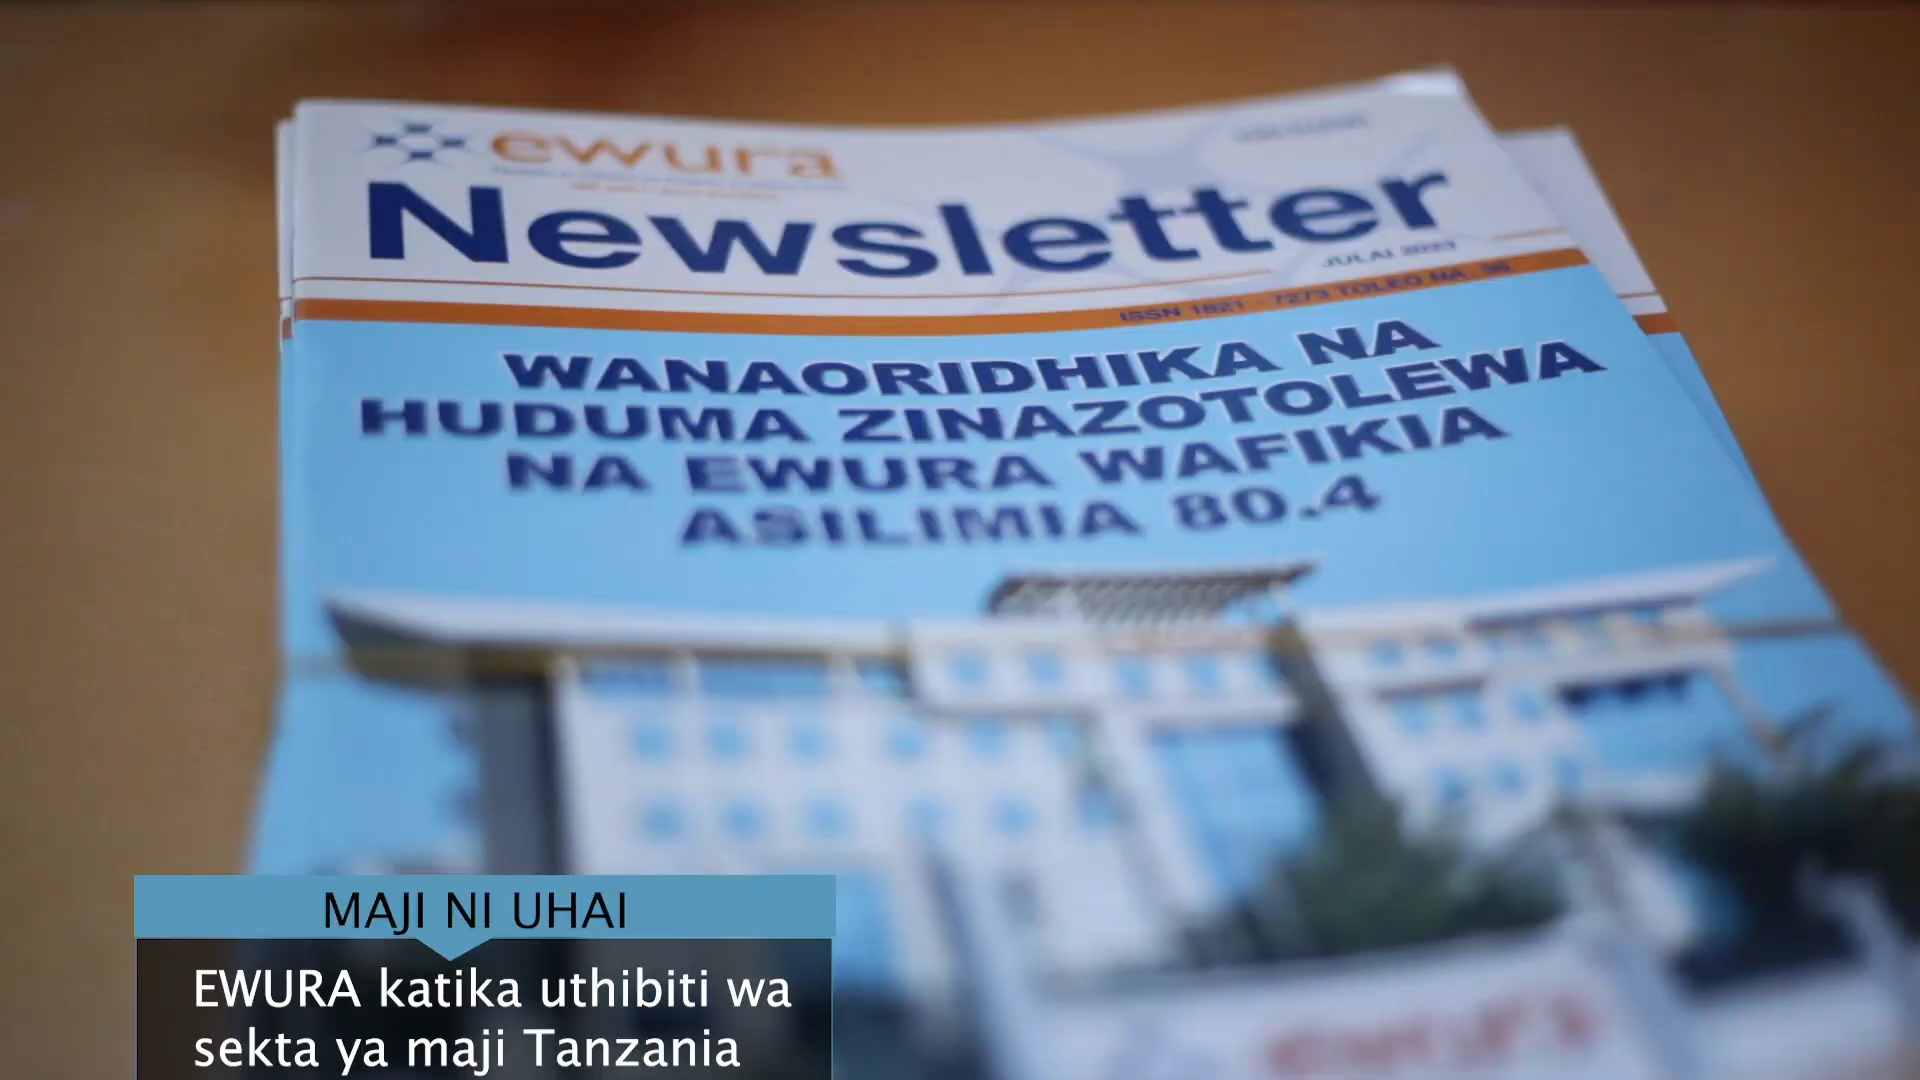 ewura
Newsletter
JULAI 2023
ISSN 1821 - 7273 TOLEO NA. 36
WANAORIDHIKA NA
HUDUMA ZINAZOTOLEWA
NA EWURA WAFIKIA
ASILIMIA 80.4
MAJI NI UHAI
EWURA katika uthibiti wa
sekta ya maji Tanzania